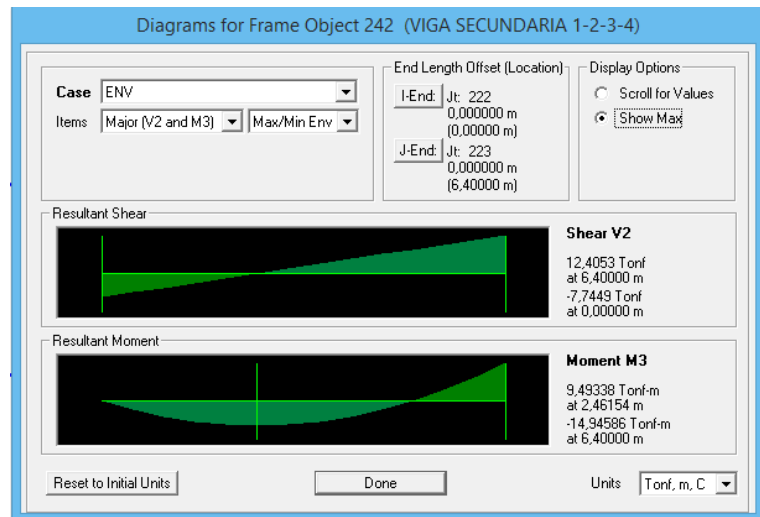 Diagrams for Frame Object 242 (VIGA SECUNDARIA 1-2-3-4)
Case ENV
Items Major (V2 and M3) Max/Min Env
End Length Offset (Location)
I-End: Jt: 222
0,000000 m
(0,00000 m)
J-End: Jt: 223
0,000000 m
(6,40000 m)
Display Options
Scroll for Values
Show Max
Resultant Shear
Shear V2
12,4053 Tonf
at 6,40000 m
-7,7449 Tonf
at 0,00000 m
Resultant Moment
Moment M3
9,49338 Tonf-m
at 2,46154 m
-14,94586 Tonf-m
at 6,40000 m
Reset to Initial Units
Done
Units Tonf, m, C